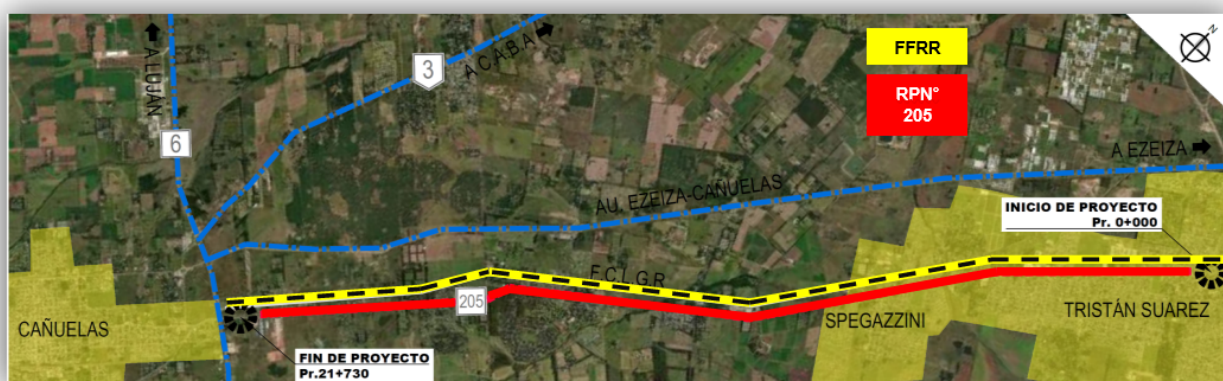 A LUJÁN
6
3
A C.A.B.A
FFRR
RPN°
205
N
A EZEIZA
AU. EZEIZA-CAÑUELAS
INICIO DE PROYECTO
Pr. 0+000
F.C.L.G.R
205
CAÑUELAS
SPEGAZZINI
TRISTÁN SUAREZ
FIN DE PROYECTO
Pr.21+730